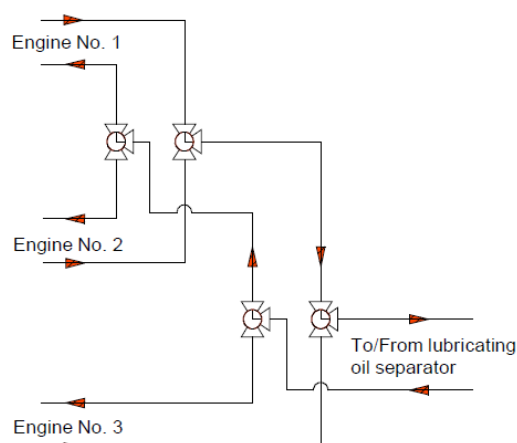 Engine No. 1
Engine No. 2
To/From lubricating
oil separator
Engine No. 3